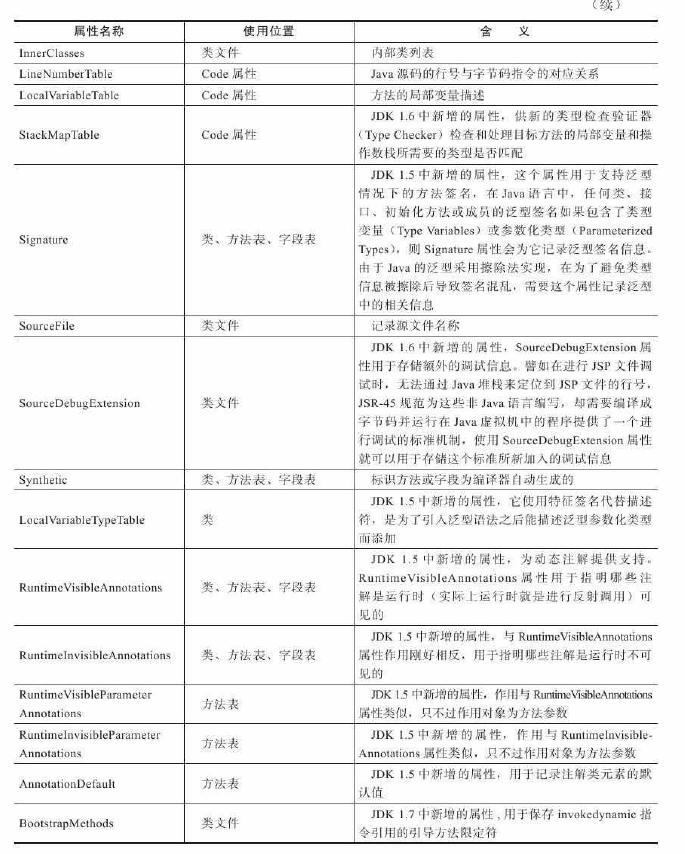 （续）
属性名称 使用位置 含 义
InnerClasses 类文件 内部类列表
LineNumberTable Code 属性 Java 源码的行号与字节码指令的对应关系
LocalVariableTable Code 属性 方法的局部变量描述
StackMapTable Code 属性 JDK 1.6 中新增的属性，供新的类型检查验证器
（Type Checker）检查和处理目标方法的局部变量和操
作数栈所需要的类型是否匹配
Signature 类、方法表、字段表 JDK 1.5 中新增的属性，这个属性用于支持泛型
情况下的方法签名，在 Java 语言中，任何类、接
口、初始化方法或成员的泛型签名如果包含了类型
变量（Type Variables）或参数化类型（Parameterized
Types），则 Signature 属性会为它记录泛型签名信息。
由于 Java 的泛型采用擦除法实现，在为了避免类型
信息被擦除后导致签名混乱，需要这个属性记录泛型
中的相关信息
SourceFile 类文件 记录源文件名称
SourceDebugExtension 类文件 JDK 1.6 中新增的属性，SourceDebugExtension 属
性用于存储额外的调试信息。譬如在进行 JSP 文件调
试时，无法通过 Java 堆栈来定位到 JSP 文件的行号，
JSR-45 规范为这些非 Java 语言编写，却需要编译成
字节码并运行在 Java 虚拟机中的程序提供了一个进
行调试的标准机制，使用 SourceDebugExtension 属性
就可以用于存储这个标准所新加入的调试信息
Synthetic 类、方法表、字段表 标识方法或字段为编译器自动生成的
LocalVariableTypeTable 类 JDK 1.5 中新增的属性，它使用特征签名代替描述
符，是为了引入泛型语法之后能描述泛型参数化类型
而添加
RuntimeVisibleAnnotations 类、方法表、字段表 JDK 1.5 中新增的属性，为动态注解提供支持。
RuntimeVisibleAnnotations 属性用于指明哪些注
解是运行时（实际上运行时就是进行反射调用）可
见的
RuntimeInvisibleAnnotations 类、方法表、字段表 JDK 1.5 中新增的属性，与 RuntimeVisibleAnnotations
属性作用刚好相反，用于指明哪些注解是运行时不可
见的
RuntimeVisibleParameter
Annotations 方法表 JDK 1.5 中新增的属性，作用与 RuntimeVisibleAnnotations
属性类似，只不过作用对象为方法参数
RuntimeInvisibleParameter
Annotations 方法表 JDK 1.5 中新增的属性，作用与 RuntimeInvisible-
Annotations 属性类似，只不过作用对象为方法参数
AnnotationDefault 方法表 JDK 1.5 中新增的属性，用于记录注解类元素的默
认值
BootstrapMethods 类文件 JDK 1.7 中新增的属性，用于保存 invokedynamic 指
令引用的引导方法限定符